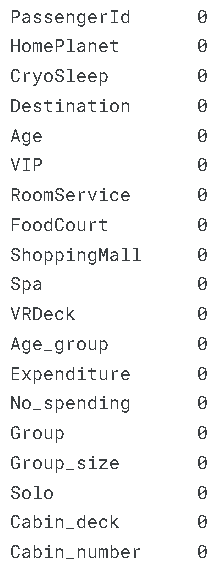 PassengerId 0
HomePlanet 0
CryoSleep 0
Destination 0
Age 0
VIP 0
RoomService 0
FoodCourt 0
ShoppingMall 0
Spa 0
VRDeck 0
Age_group 0
Expenditure 0
No_spending 0
Group 0
Group_size 0
Solo 0
Cabin_deck 0
Cabin_number 0